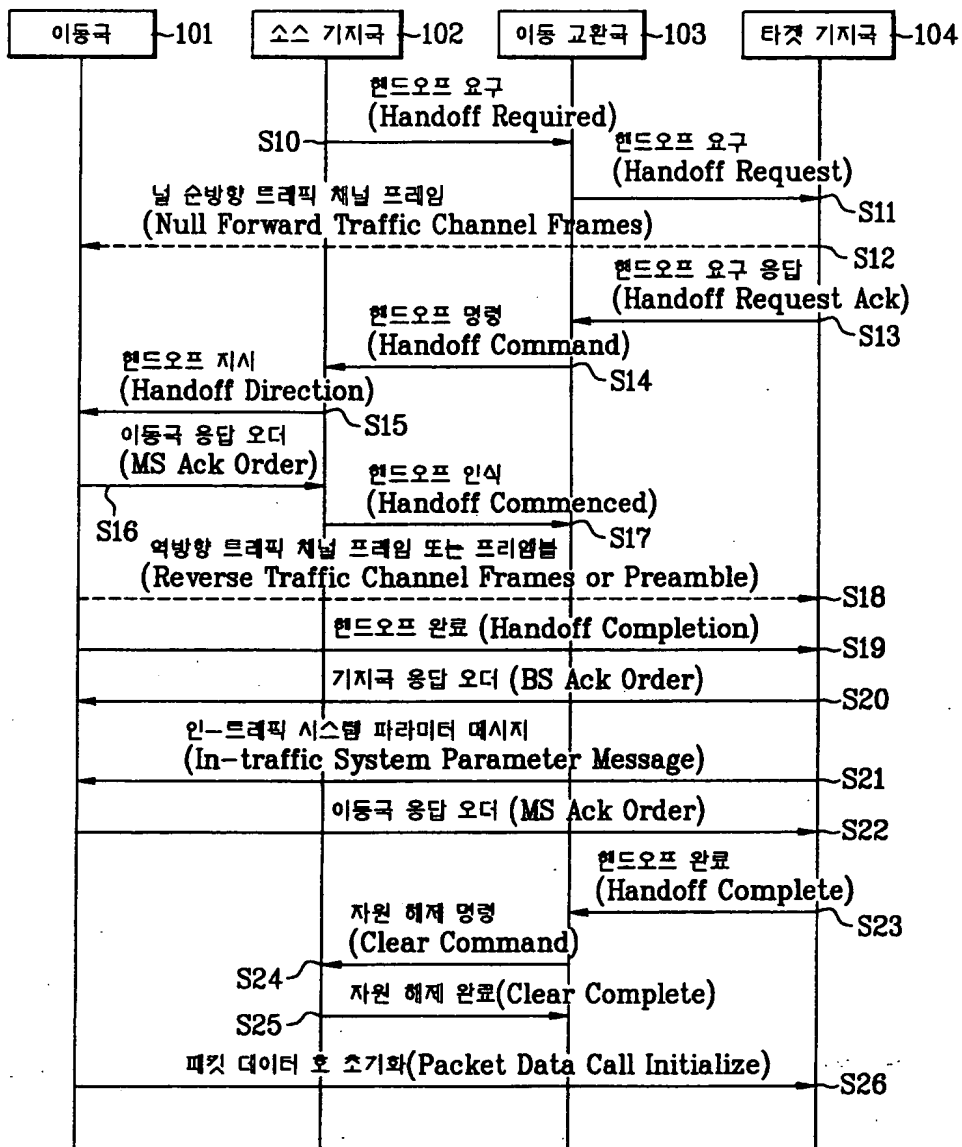 이동국 101
소스 기지국 102
이동 교환국 103
타겟 기지국 104
핸드오프 요구
(Handoff Required)
S10
핸드오프 요구
(Handoff Request)
S11
널 순방향 트래픽 채널 프레임
(Null Forward Traffic Channel Frames)
S12
핸드오프 요구 응답
(Handoff Request Ack)
S13
핸드오프 명령
(Handoff Command)
S14
핸드오프 지시
(Handoff Direction)
S15
이동국 응답 오더
(MS Ack Order)
S16
핸드오프 인식
(Handoff Commenced)
S17
역방향 트래픽 채널 프레임 또는 프리엠블
(Reverse Traffic Channel Frames or Preamble)
S18
핸드오프 완료 (Handoff Completion)
S19
기지국 응답 오더 (BS Ack Order)
S20
인-트래픽 시스템 파라미터 메시지
(In-traffic System Parameter Message)
S21
이동국 응답 오더 (MS Ack Order)
S22
핸드오프 완료
(Handoff Complete)
S23
자원 해제 명령
(Clear Command)
S24
자원 해제 완료(Clear Complete)
S25
패킷 데이터 호 초기화(Packet Data Call Initialize)
S26